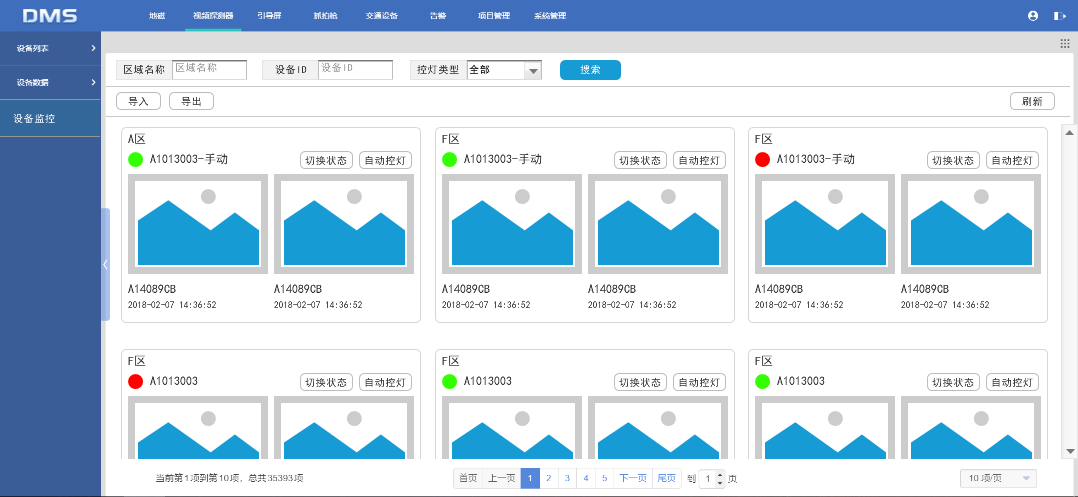 DMS 地磁 视频探测器 引导屏 抓拍枪 交通设备 告警 项目管理 系统管理
设备列表
设备数据
设备监控
区域名称 区域名称 设备ID 设备ID 控灯类型 全部 搜索
导入 导出 刷新
A区 F区 F区
A1013003-手动 切换状态 自动控灯 A1013003-手动 切换状态 自动控灯 A1013003-手动 切换状态 自动控灯
A14089CB A14089CB A14089CB A14089CB A14089CB A14089CB
2018-02-07 14:36:52 2018-02-07 14:36:52 2018-02-07 14:36:52 2018-02-07 14:36:52 2018-02-07 14:36:52 2018-02-07 14:36:52
F区 F区 F区
A1013003 切换状态 自动控灯 A1013003 切换状态 自动控灯 A1013003 切换状态 自动控灯
当前第1项到第10项，总共35393项 首页 上一页 1 2 3 4 5 下一页 尾页 到 1 页 10 项/页